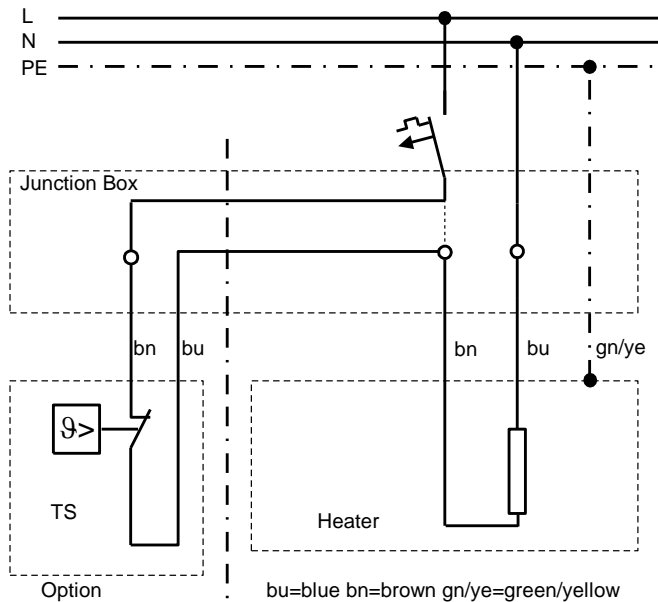 L
N
PE
Junction Box
bn
bu
bn
bu
gn/ye
ϑ>
TS
Heater
Option
bu=blue bn=brown gn/ye=green/yellow